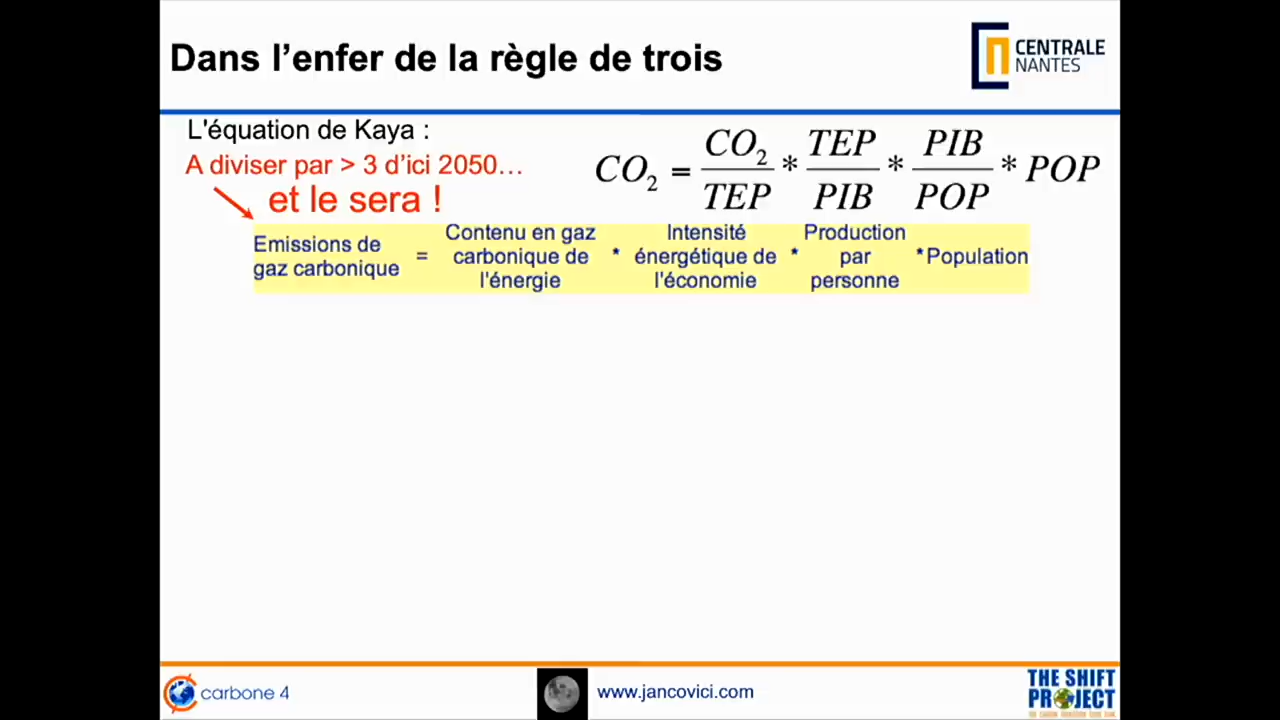 Dans l’enfer de la règle de trois
CENTRALE
NANTES
L'équation de Kaya :
A diviser par > 3 d’ici 2050…
et le sera !
CO₂ = CO₂/TEP * TEP/PIB * PIB/POP * POP
Emissions de gaz carbonique = Contenu en gaz carbonique de l'énergie * Intensité énergétique de l'économie * Production par personne * Population
carbone 4
www.jancovici.com
THE SHIFT
PROJECT